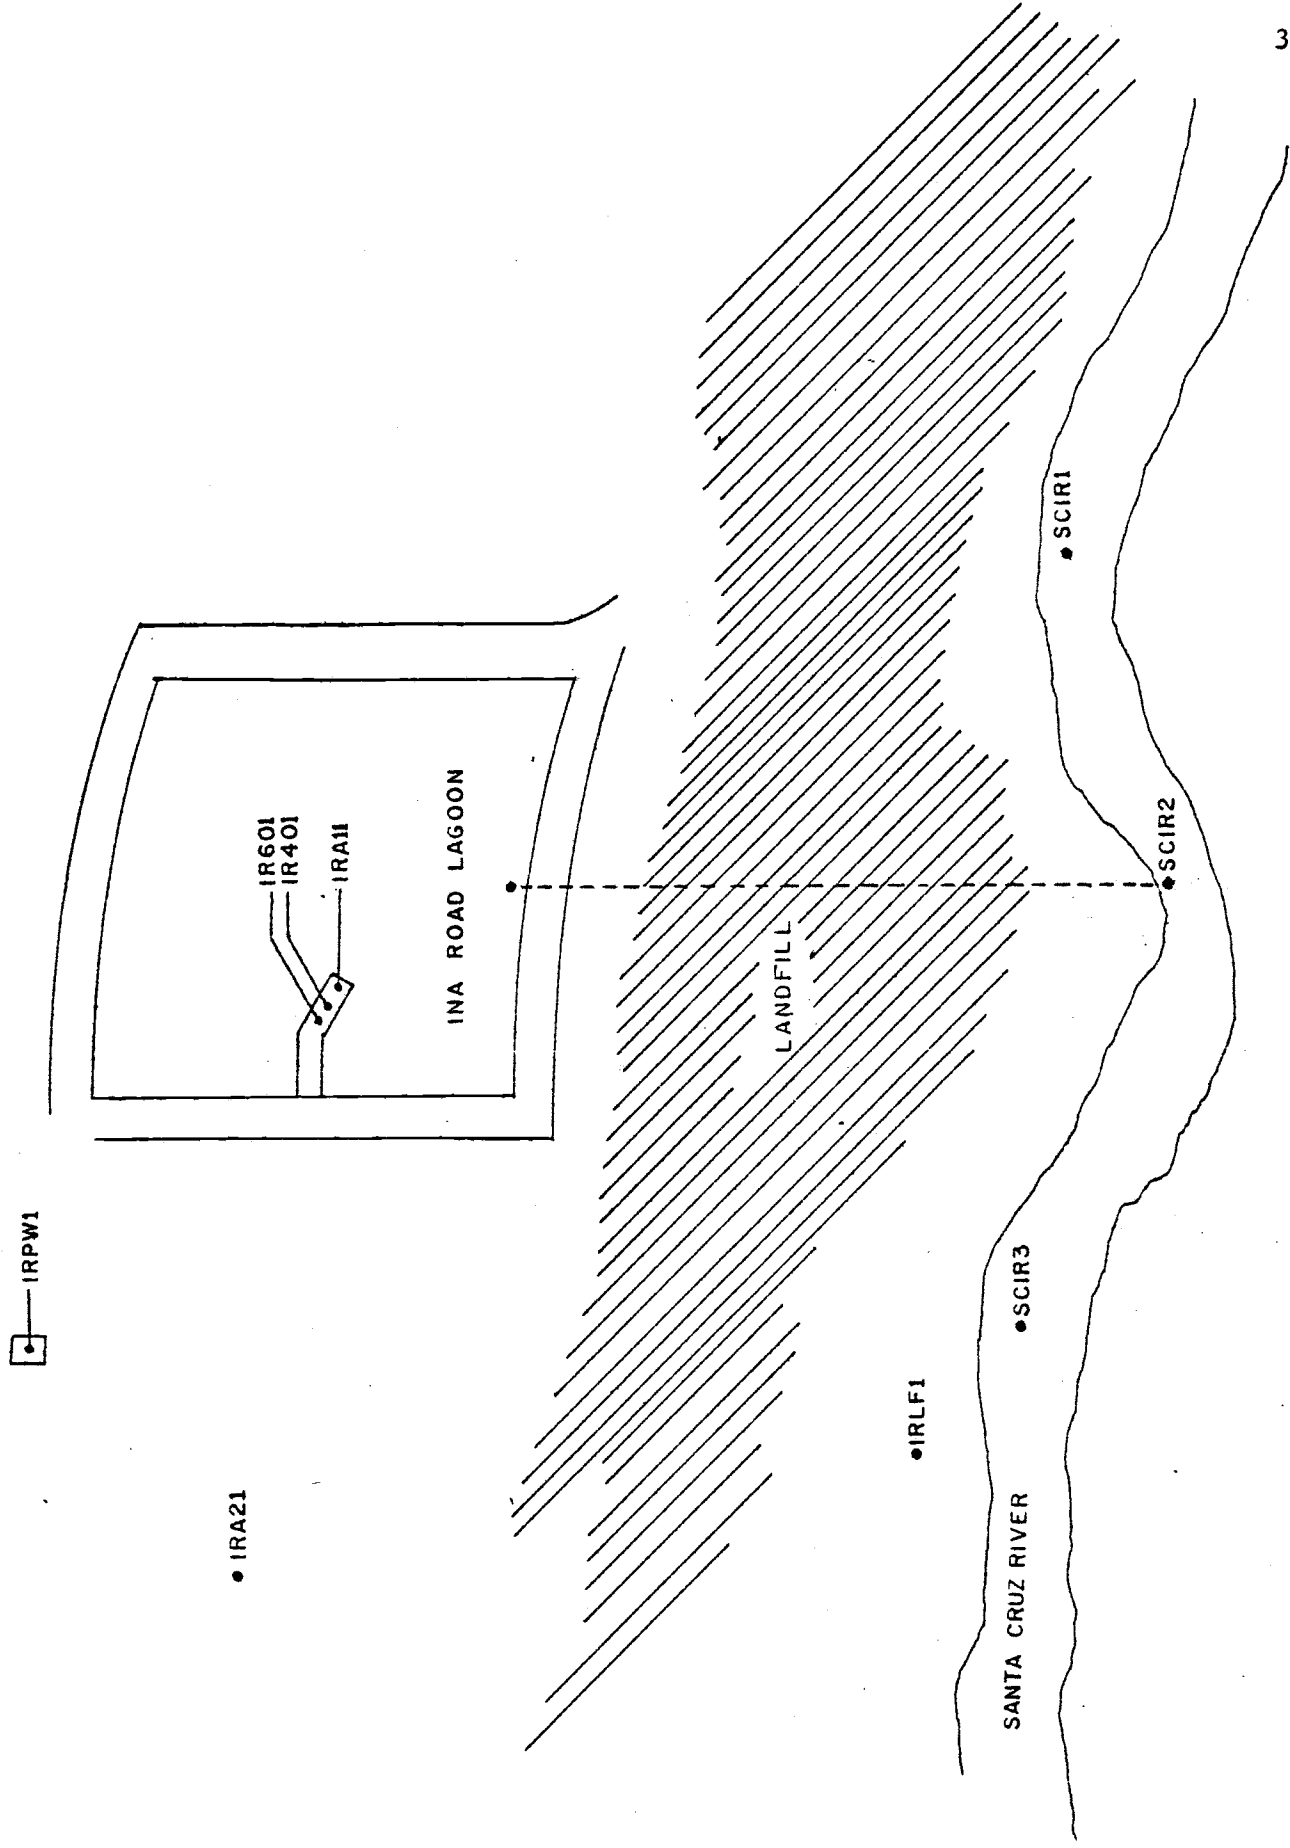 3
IRPW1
IRA21
IR601
IR401
IRA11
INA ROAD LAGOON
LANDFILL
SCIR1
SCIR2
SCIR3
IRLF1
SANTA CRUZ RIVER